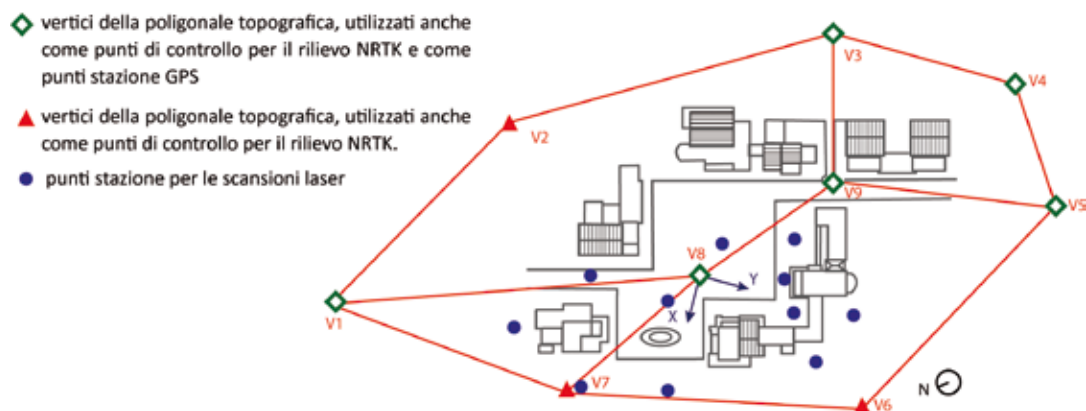 vertici della poligonale topografica, utilizzati anche
come punti di controllo per il rilievo NRTK e come
punti stazione GPS
vertici della poligonale topografica, utilizzati anche
come punti di controllo per il rilievo NRTK.
punti stazione per le scansioni laser
V3
V4
V2
V9
V5
V8
Y
X
V1
V7
V6
N